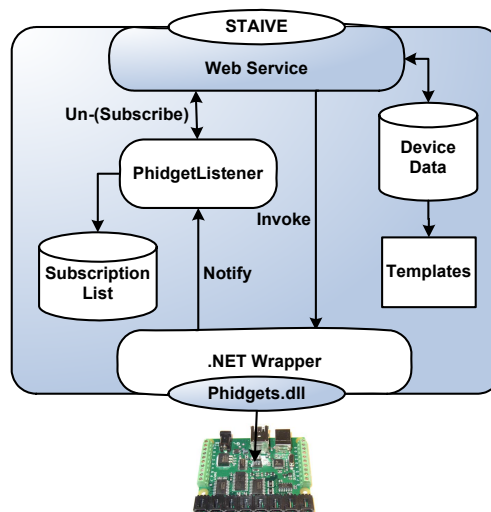 STAIVE
Web Service
Un-(Subscribe)
Device
Data
PhidgetListener
Invoke
Subscription
List
Notify
Templates
.NET Wrapper
Phidgets.dll